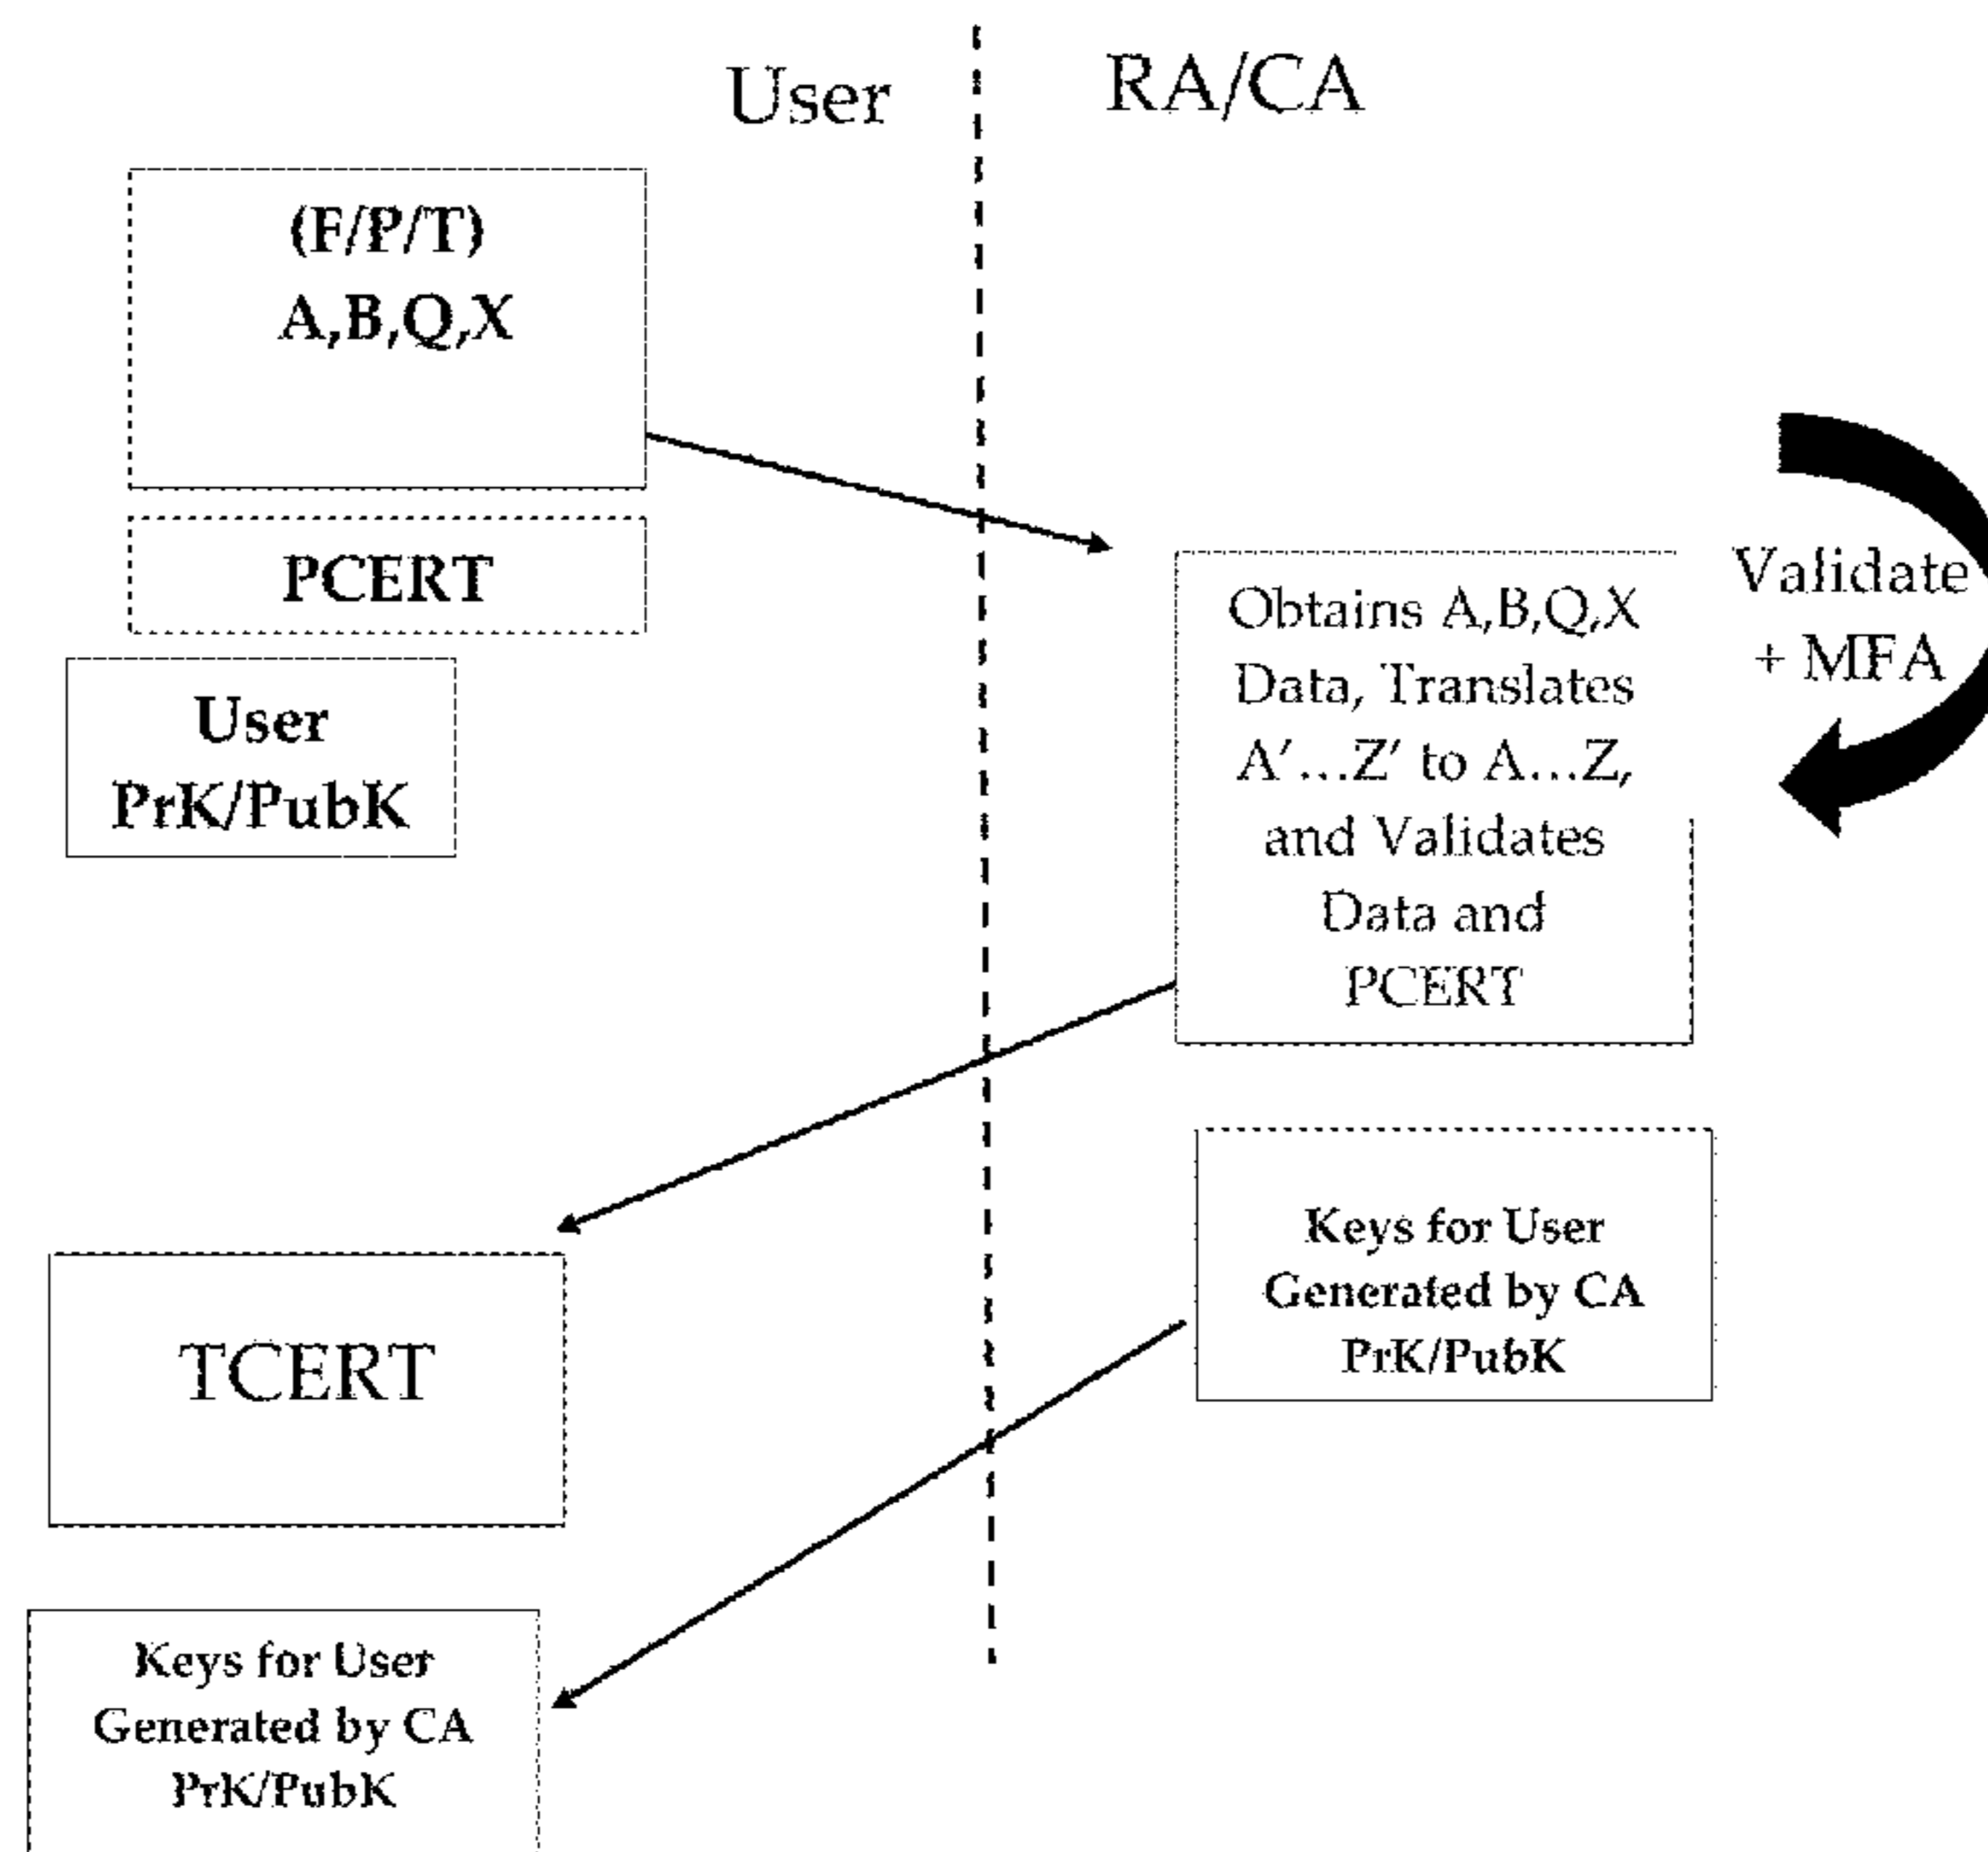 User
RA/CA
(F/P/T)
A,B,Q,X
PCERT
User
PrK/PubK
Obtains A,B,Q,X
Data, Translates
A’…Z’ to A…Z,
and Validates
Data and
PCERT
Validate
+ MFA
TCERT
Keys for User
Generated by CA
PrK/PubK
Keys for User
Generated by CA
PrK/PubK